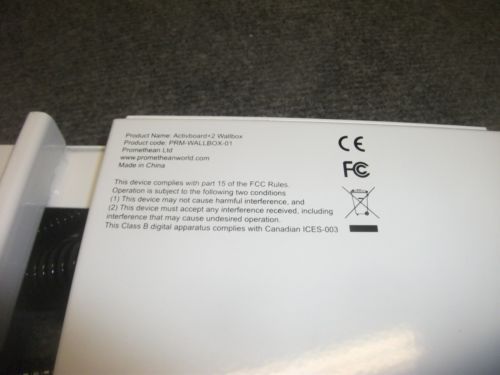 Product Name: Activboard+2 Wallbox
Product code: PRM-WALLBOX-01
Promethean Ltd
www.prometheanworld.com
Made in China
CE
FC
This device complies with part 15 of the FCC Rules.
Operation is subject to the following two conditions
(1) This device may not cause harmful interference, and
(2) This device must accept any interference received, including
interference that may cause undesired operation.
This Class B digital apparatus complies with Canadian ICES-003